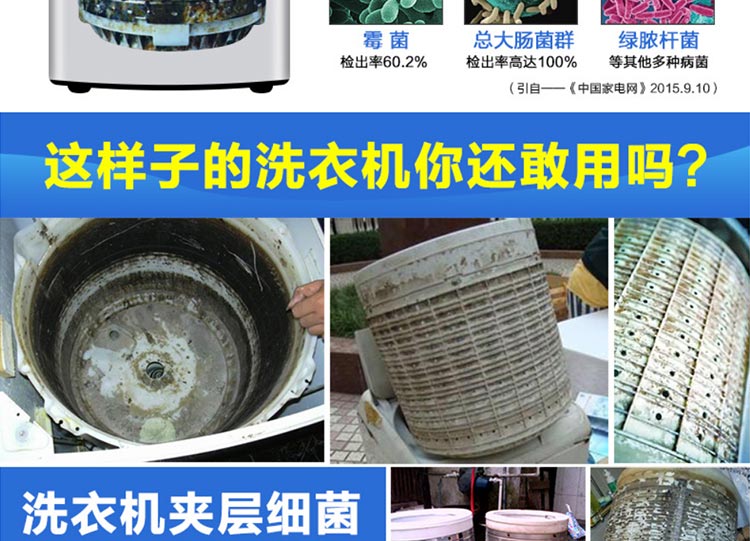 霉菌 总大肠菌群 绿脓杆菌
检出率60.2% 检出率高达100% 等其他多种病菌
(引自——《中国家电网》2015.9.10)
这样子的洗衣机你还敢用吗?
洗衣机夹层细菌